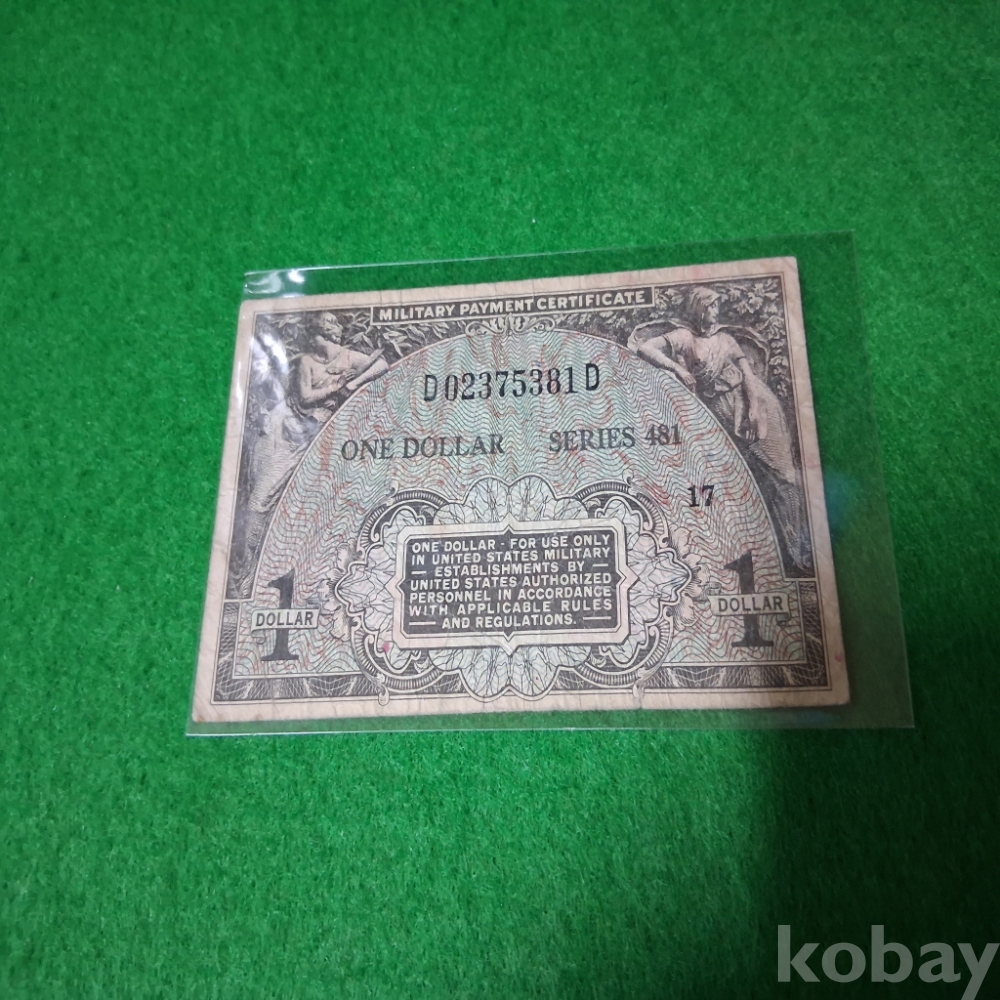 MILITARY PAYMENT CERTIFICATE
D02375381D
ONE DOLLAR SERIES 481
17
ONE DOLLAR - FOR USE ONLY
IN UNITED STATES MILITARY
— ESTABLISHMENTS BY —
UNITED STATES AUTHORIZED
PERSONNEL IN ACCORDANCE
WITH APPLICABLE RULES
— AND REGULATIONS. —
1
DOLLAR
1
DOLLAR
kobay